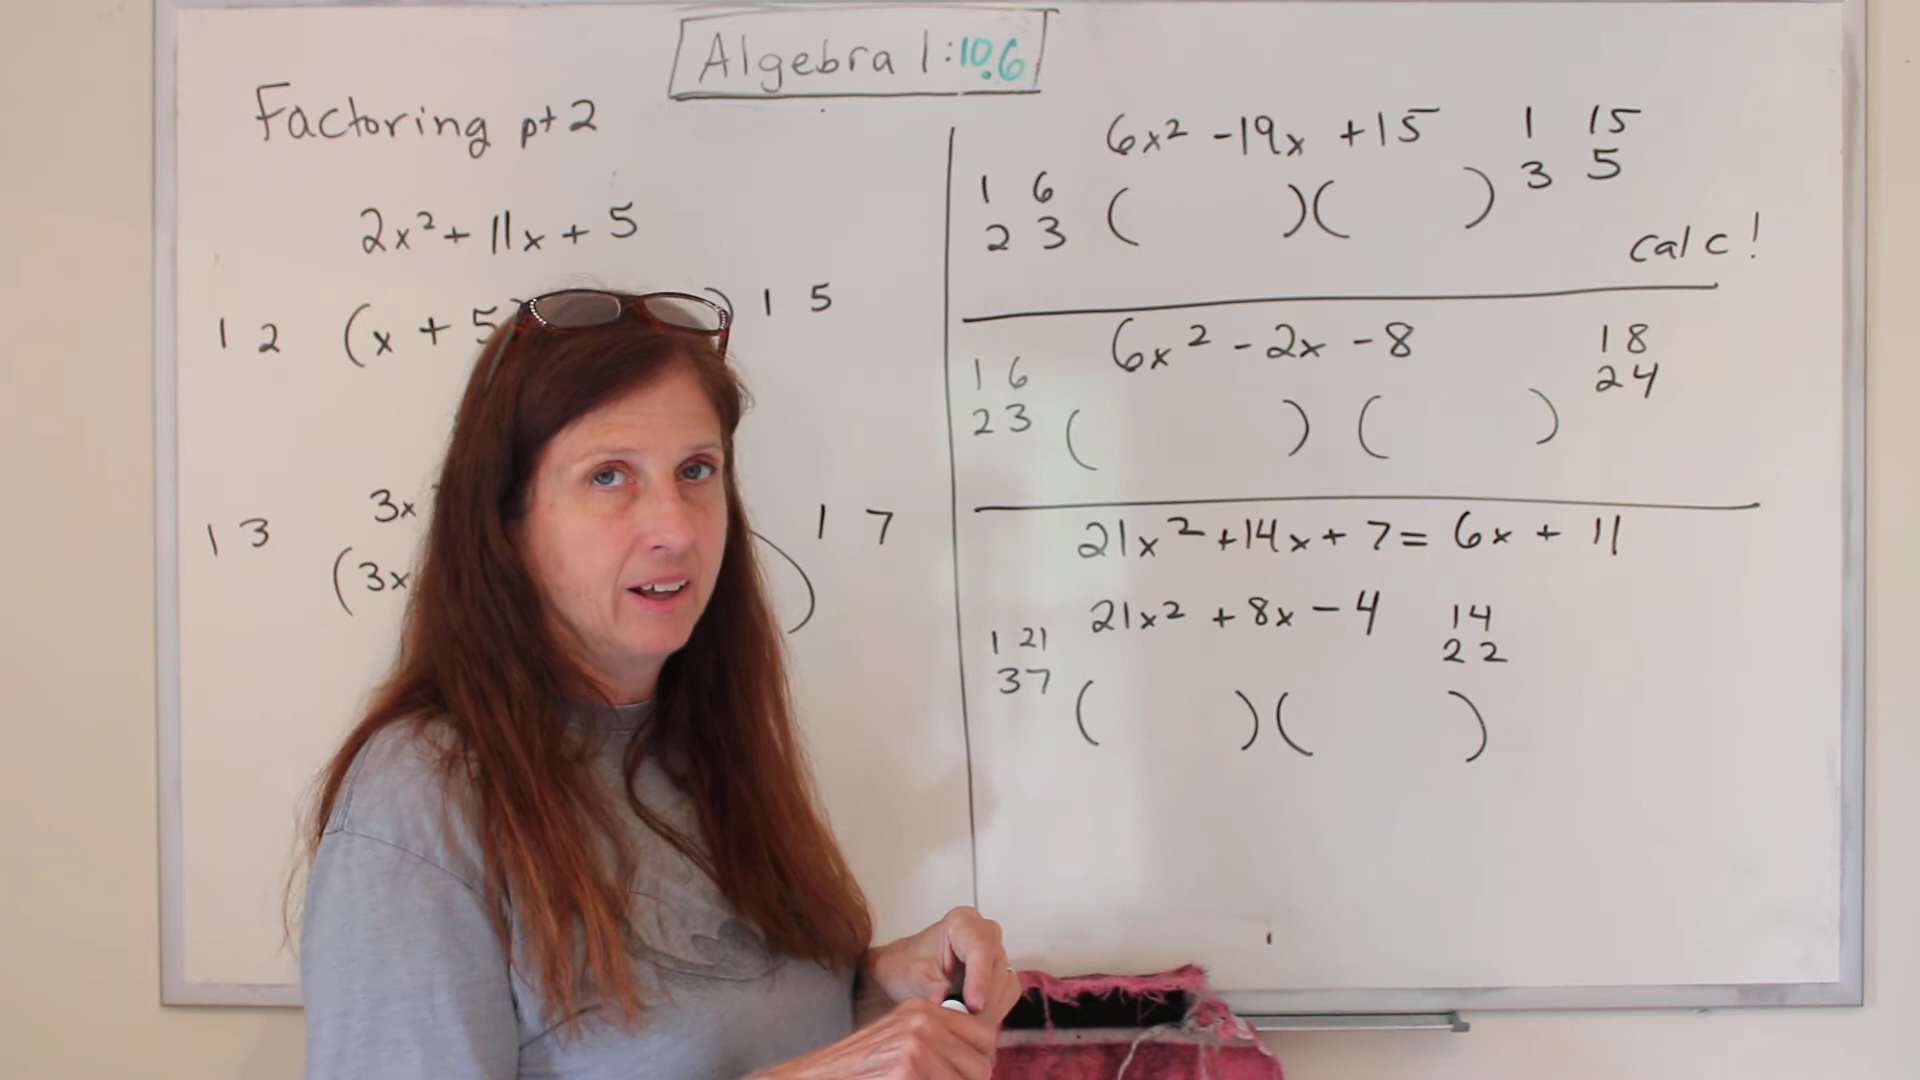 Algebra 1:10.6
Factoring pt 2
2x² + 11x + 5
1 2 (x + 5 ) 1 5
3x
1 3 1 7
(3x )
6x² -19x +15 1 15
3 5
1 6
2 3 ( )( )
calc!
6x² - 2x - 8 1 8
2 4
1 6
2 3 ( ) ( )
21x² +14x + 7 = 6x + 11
21x² + 8x - 4 1 4
2 2
1 21
3 7
( )( )